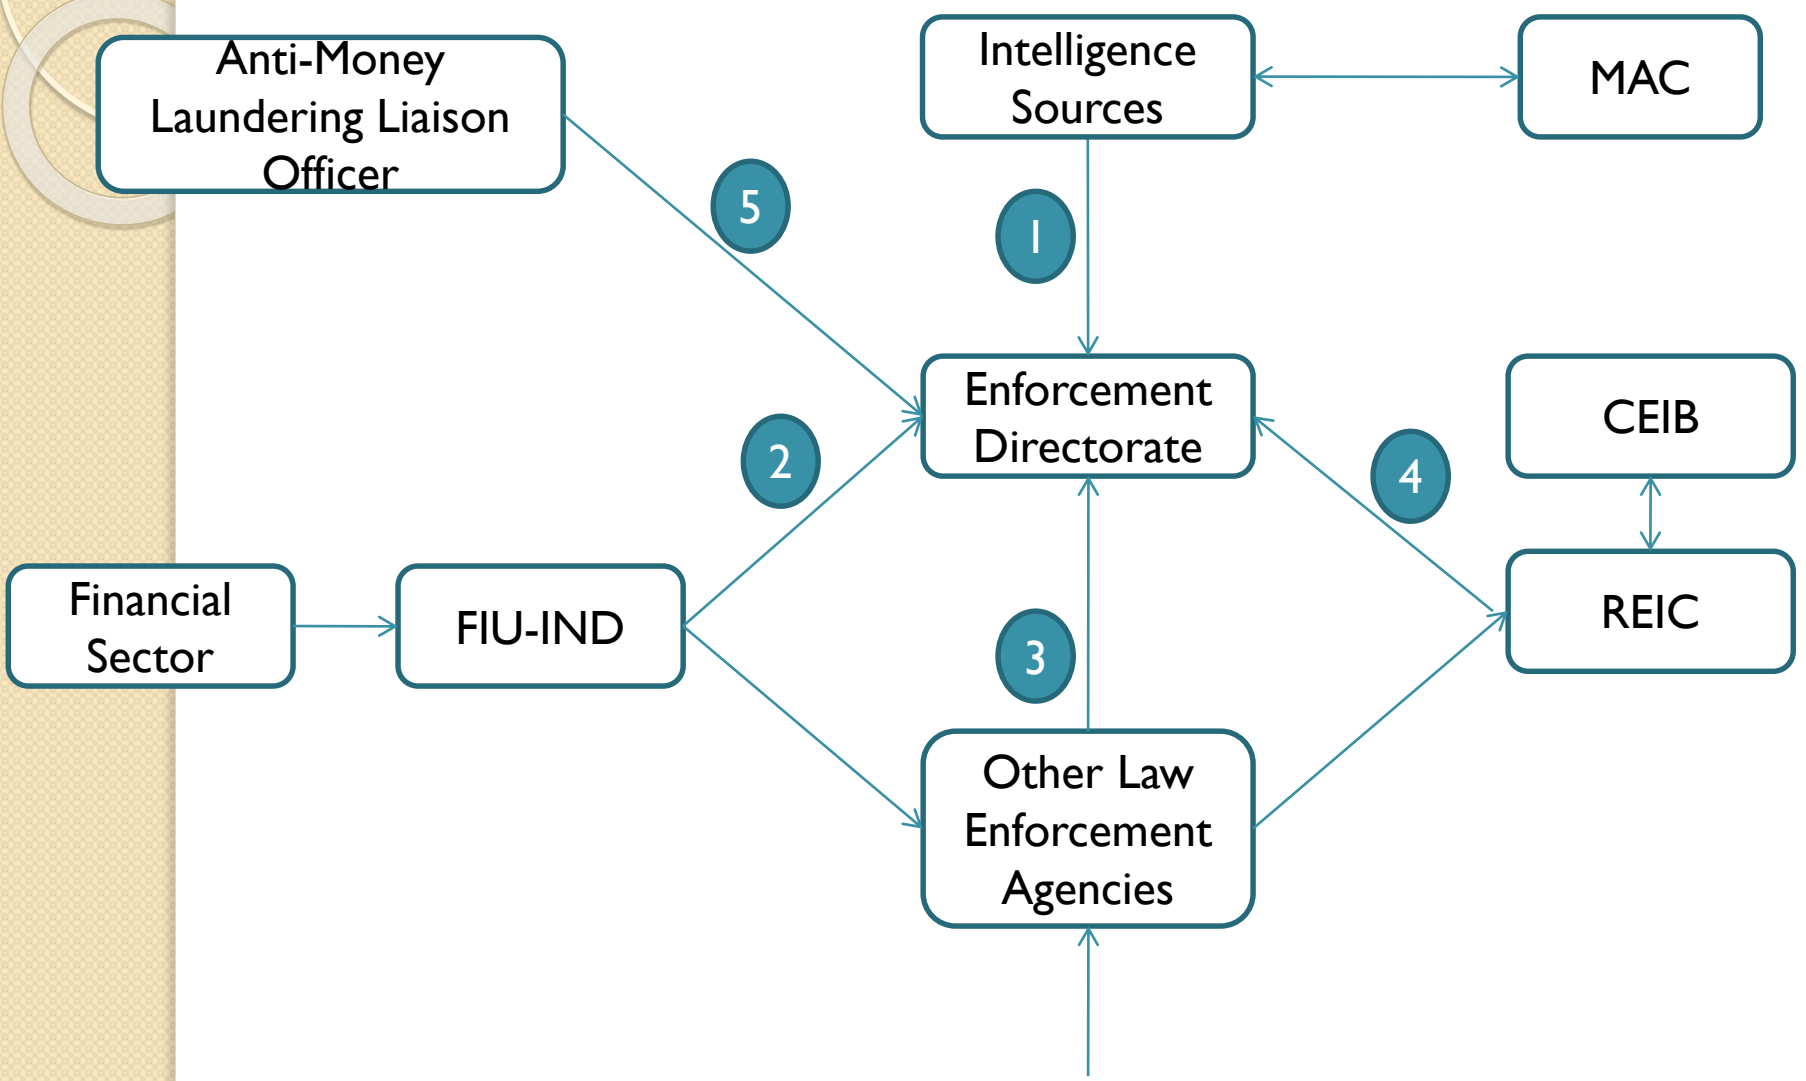 Anti-Money
Laundering Liaison
Officer
Intelligence
Sources
MAC
5
1
Enforcement
Directorate
CEIB
2
4
Financial
Sector
FIU-IND
REIC
3
Other Law
Enforcement
Agencies